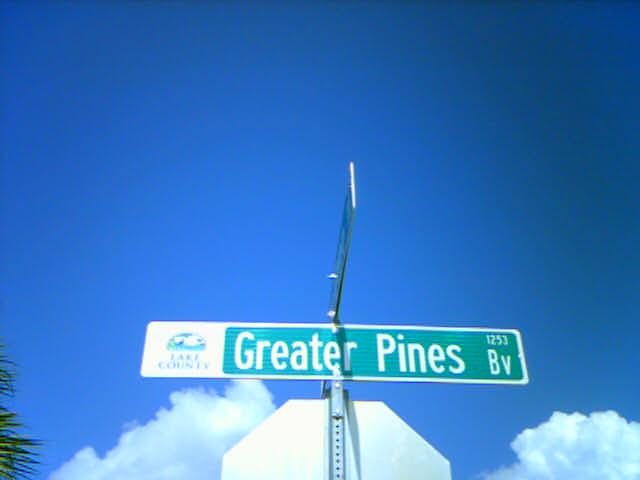 LAKE
COUNTY
Greater Pines 1253 Bv